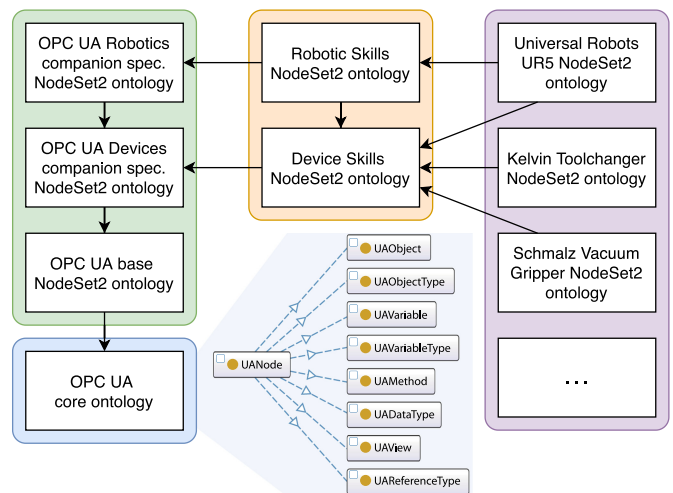 OPC UA Robotics
companion spec.
NodeSet2 ontology
OPC UA Devices
companion spec.
NodeSet2 ontology
OPC UA base
NodeSet2 ontology
OPC UA
core ontology
Robotic Skills
NodeSet2 ontology
Device Skills
NodeSet2 ontology
Universal Robots
UR5 NodeSet2
ontology
Kelvin Toolchanger
NodeSet2 ontology
Schmalz Vacuum
Gripper NodeSet2
ontology
...
UANode
UAObject
UAObjectType
UAVariable
UAVariableType
UAMethod
UADataType
UAView
UAReferenceType